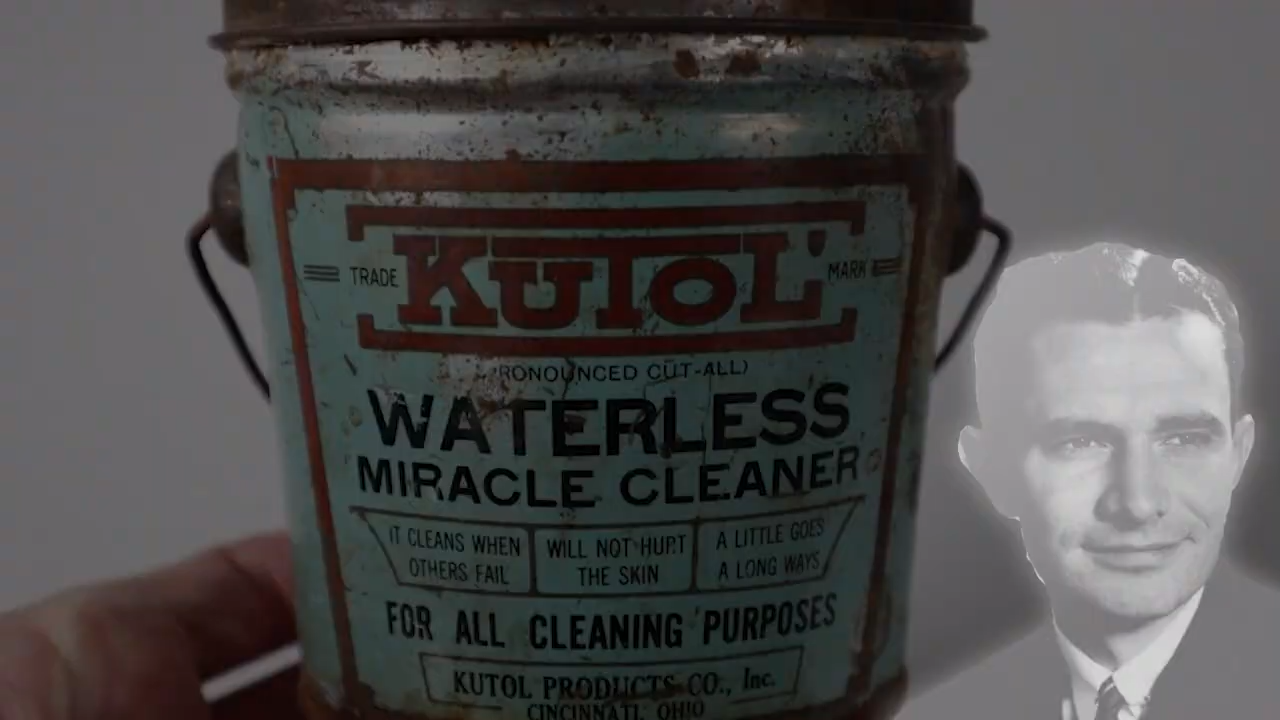 KUTOL'
TRADE MARK
PRONOUNCED CŪT-ALL)
WATERLESS
MIRACLE CLEANER
IT CLEANS WHEN
OTHERS FAIL
WILL NOT HURT
THE SKIN
A LITTLE GOES
A LONG WAYS
FOR ALL CLEANING PURPOSES
KUTOL PRODUCTS CO., Inc.
CINCINNATI, OHIO